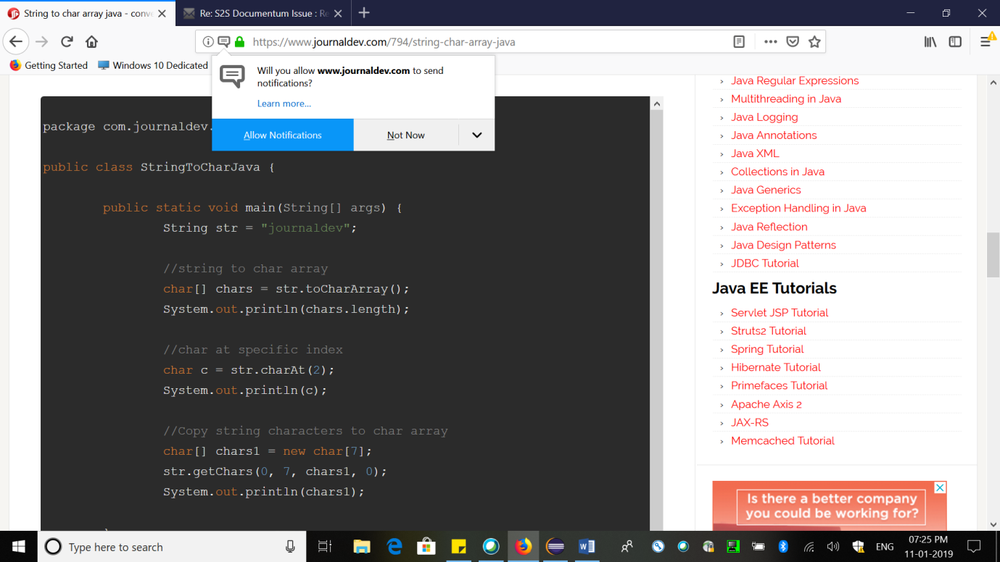 String to char array java - conve
Re: S2S Documentum Issue : Re
https://www.journaldev.com/794/string-char-array-java
Getting Started
Windows 10 Dedicated
Will you allow www.journaldev.com to send
notifications?
Learn more...
Allow Notifications
Not Now
package com.journaldev.
public class StringToCharJava {
public static void main(String[] args) {
String str = "journaldev";
//string to char array
char[] chars = str.toCharArray();
System.out.println(chars.length);
//char at specific index
char c = str.charAt(2);
System.out.println(c);
//Copy string characters to char array
char[] chars1 = new char[7];
str.getChars(0, 7, chars1, 0);
System.out.println(chars1);
Java Regular Expressions
Multithreading in Java
Java Logging
Java Annotations
Java XML
Collections in Java
Java Generics
Exception Handling in Java
Java Reflection
Java Design Patterns
JDBC Tutorial
Java EE Tutorials
Servlet JSP Tutorial
Struts2 Tutorial
Spring Tutorial
Hibernate Tutorial
Primefaces Tutorial
Apache Axis 2
JAX-RS
Memcached Tutorial
Is there a better company
you could be working for?
Type here to search
ENG
07:25 PM
11-01-2019